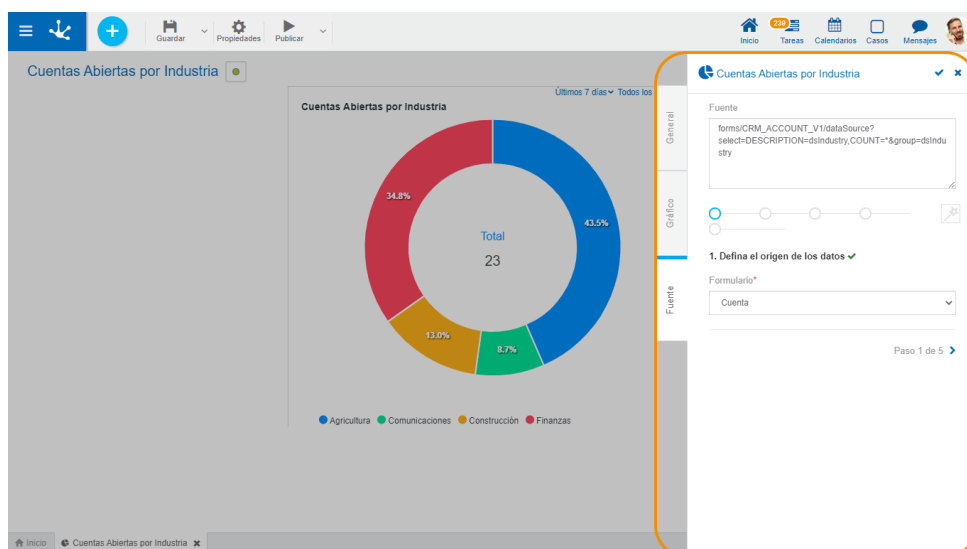 Guardar
Propiedades
Publicar
Inicio
239
Tareas
Calendarios
Casos
Mensajes
Cuentas Abiertas por Industria
Últimos 7 días Todos los
Cuentas Abiertas por Industria
34.8%
43.5%
Total
23
13.0%
8.7%
Agricultura Comunicaciones Construcción Finanzas
General
Gráfico
Fuente
Cuentas Abiertas por Industria
Fuente
forms/CRM_ACCOUNT_V1/dataSource?
select=DESCRIPTION=dsIndustry,COUNT=*&group=dsIndu
stry
1. Defina el origen de los datos
Formulario*
Cuenta
Paso 1 de 5
Inicio
Cuentas Abiertas por Industria